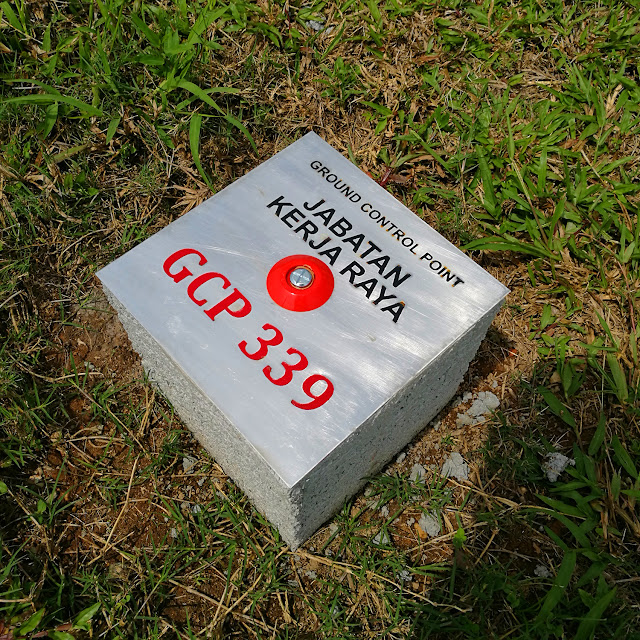 GROUND CONTROL POINT
JABATAN
KERJA RAYA
GCP 339